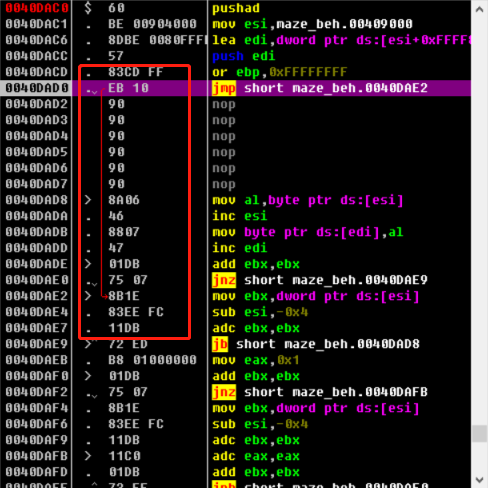 0040DAC0 $ 60 pushad
0040DAC1 . BE 00904000 mov esi,maze_beh.00409000
0040DAC6 . 8DBE 0080FFF lea edi,dword ptr ds:[esi+0xFFFF8
0040DACC . 57 push edi
0040DACD . 83CD FF or ebp,0xFFFFFFFF
0040DAD0 . EB 10 jmp short maze_beh.0040DAE2
0040DAD2 90 nop
0040DAD3 90 nop
0040DAD4 90 nop
0040DAD5 90 nop
0040DAD6 90 nop
0040DAD7 90 nop
0040DAD8 > 8A06 mov al,byte ptr ds:[esi]
0040DADA . 46 inc esi
0040DADB . 8807 mov byte ptr ds:[edi],al
0040DADD . 47 inc edi
0040DADE > 01DB add ebx,ebx
0040DAE0 . 75 07 jnz short maze_beh.0040DAE9
0040DAE2 > 8B1E mov ebx,dword ptr ds:[esi]
0040DAE4 . 83EE FC sub esi,-0x4
0040DAE7 . 11DB adc ebx,ebx
0040DAE9 > 72 ED jb short maze_beh.0040DAD8
0040DAEB . B8 01000000 mov eax,0x1
0040DAF0 > 01DB add ebx,ebx
0040DAF2 . 75 07 jnz short maze_beh.0040DAFB
0040DAF4 . 8B1E mov ebx,dword ptr ds:[esi]
0040DAF6 . 83EE FC sub esi,-0x4
0040DAF9 . 11DB adc ebx,ebx
0040DAFB > 11C0 adc eax,eax
0040DAFD . 01DB add ebx,ebx